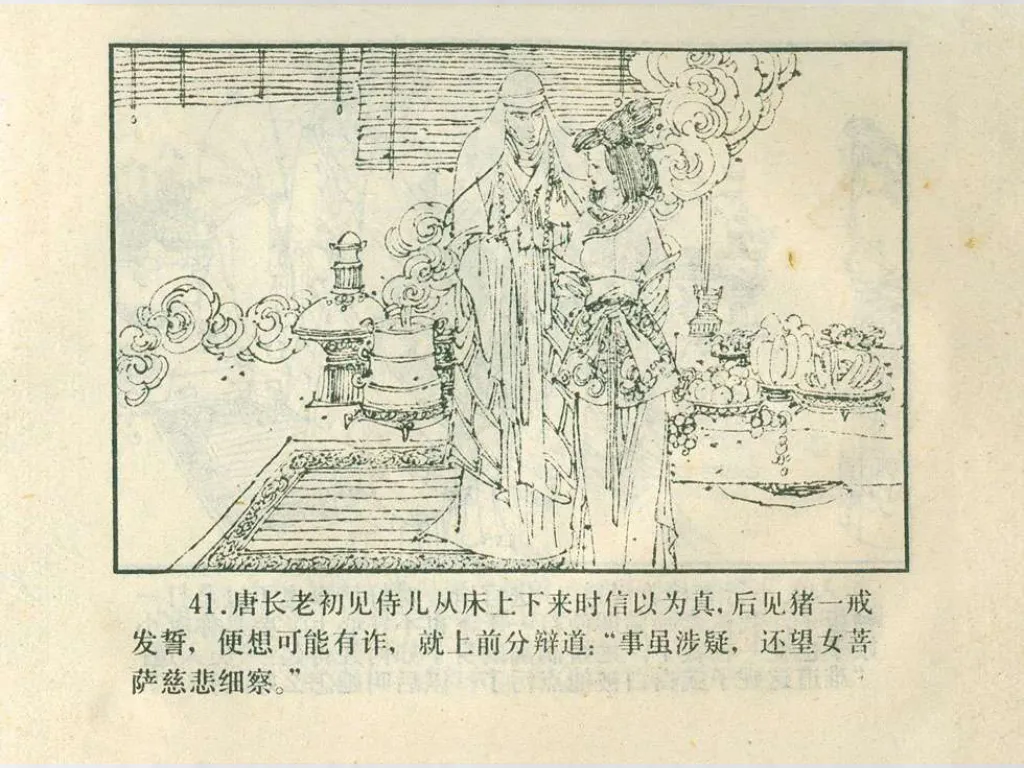 41.唐长老初见侍儿从床上下来时信以为真,后见猪一戒
发誓，便想可能有诈，就上前分辩道:“事虽涉疑，还望女菩
萨慈悲细察。”